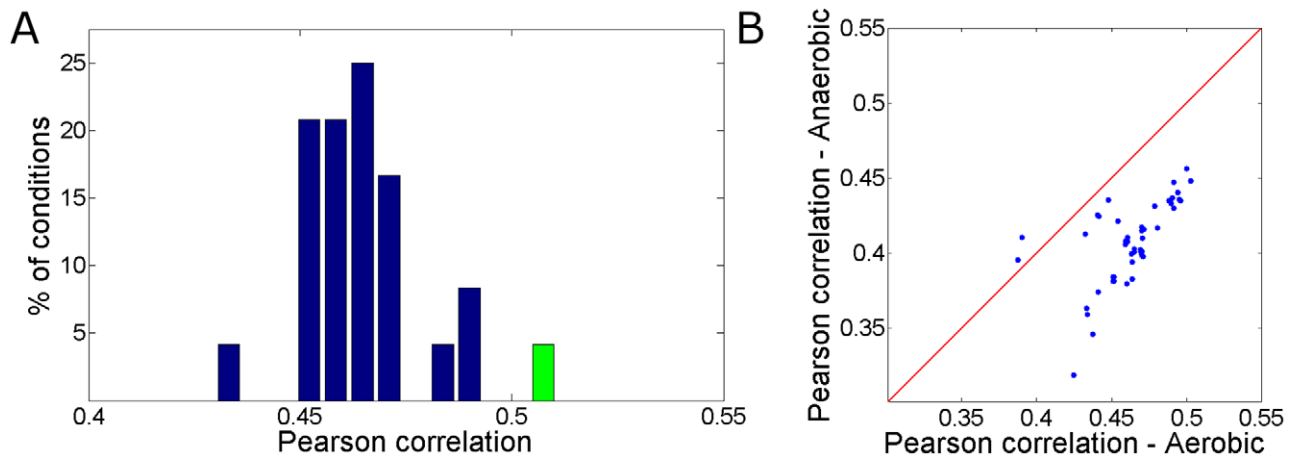 A
% of conditions
25
20
15
10
5
0.4 0.45 0.5 0.55
Pearson correlation
B
Pearson correlation - Anaerobic
0.55
0.5
0.45
0.4
0.35
0.35 0.4 0.45 0.5 0.55
Pearson correlation - Aerobic